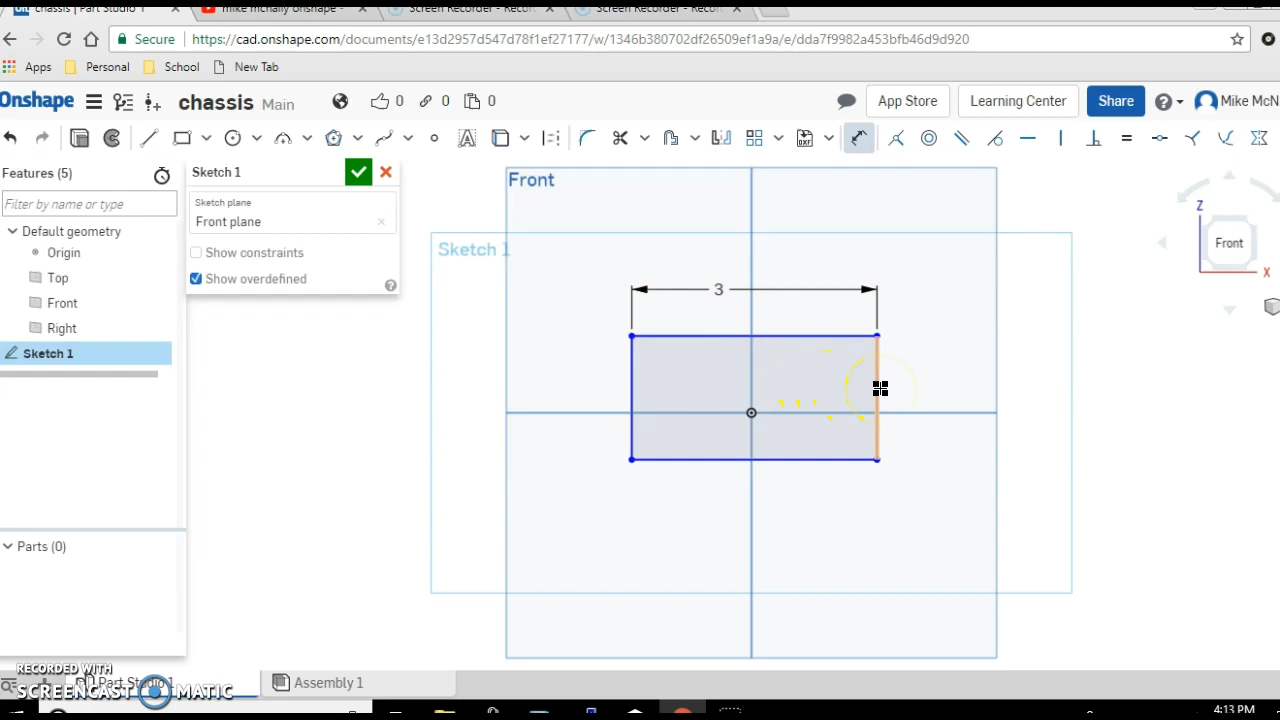 chassis | Part Studio 1
mike mcnally onshape -
Screen Recorder - Record
Screen Recorder - Record
Secure
https://cad.onshape.com/documents/e13d2957d547d78f1ef27177/w/1346b380702df26509ef1a9a/e/dda7f9982a453bfb46d9d920
Apps
Personal
School
New Tab
Onshape
chassis Main
0
0
0
App Store
Learning Center
Share
Mike McN
DXF
Features (5)
Filter by name or type
Default geometry
Origin
Top
Front
Right
Sketch 1
Parts (0)
Sketch 1
Sketch plane
Front plane
Show constraints
Show overdefined
Front
Sketch 1
3
Z
Front
X
RECORDED WITH
SCREENCAST MATIC
Part Studio 1
Assembly 1
4:13 PM